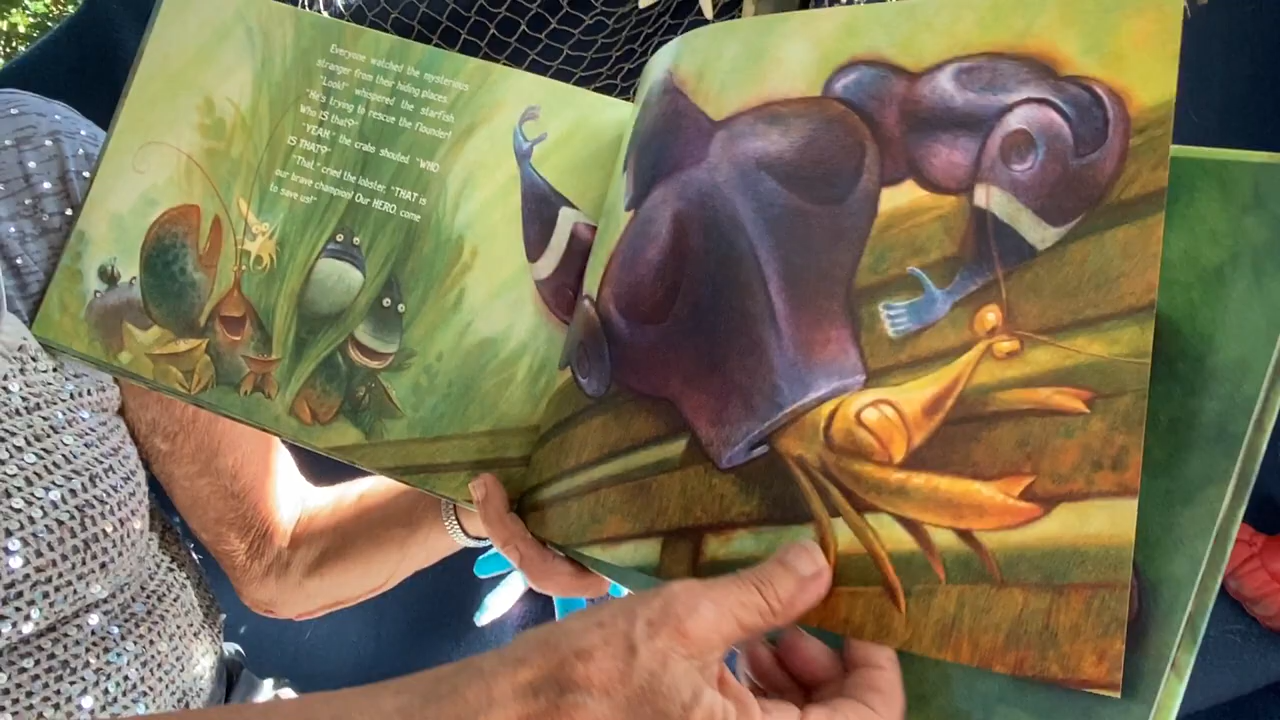 Everyone watched the mysterious
stranger from their hiding places.
"Look!" whispered the starfish.
"He's trying to rescue the flounder!
Who IS that?"
"YEAH," the crabs shouted. "WHO
IS THAT?"
"That," cried the lobster, "THAT is
our brave champion! Our HERO, come
to save us!"